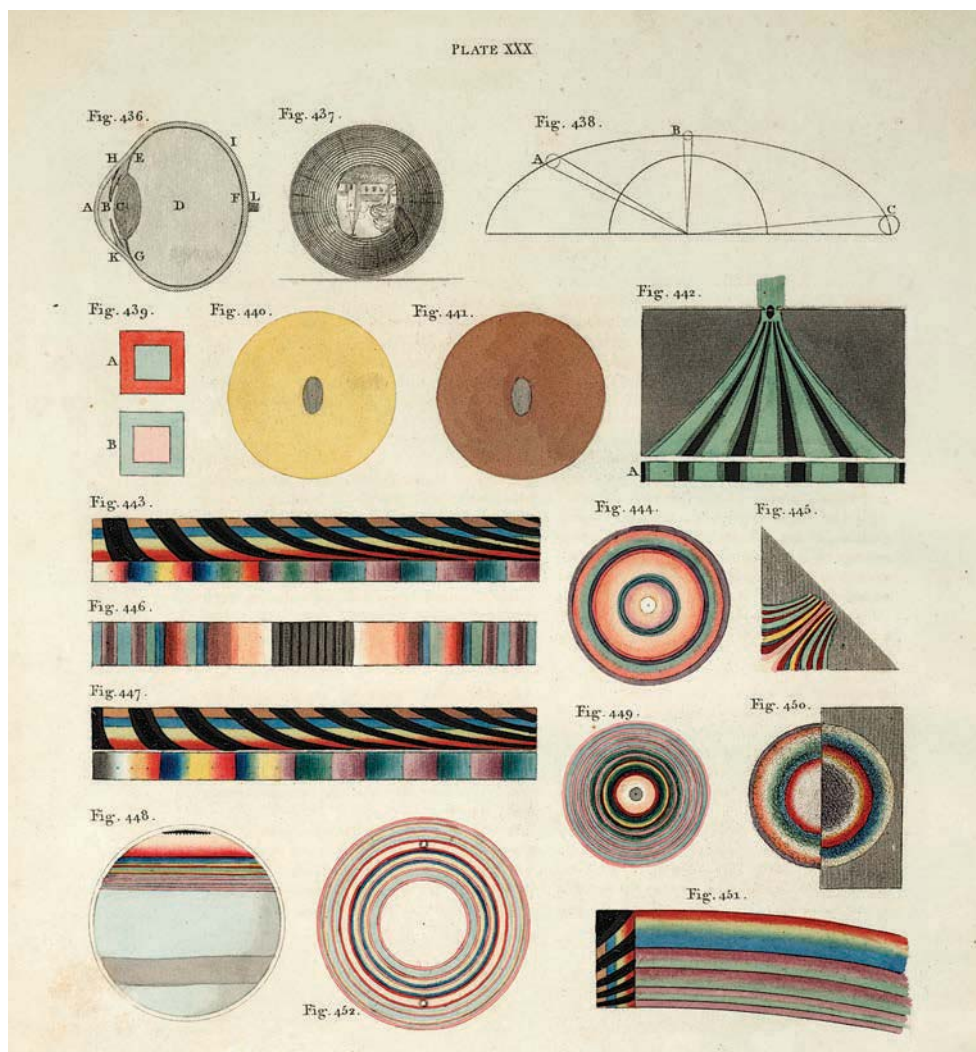 PLATE XXX
Fig. 436.
Fig. 437.
Fig. 438.
H E I
A B C D F L
K G
A B C
Fig. 439.
Fig. 440.
Fig. 441.
Fig. 442.
A
B
A
Fig. 443.
Fig. 444.
Fig. 445.
Fig. 446.
Fig. 447.
Fig. 449.
Fig. 450.
Fig. 448.
Fig. 451.
Fig. 452.